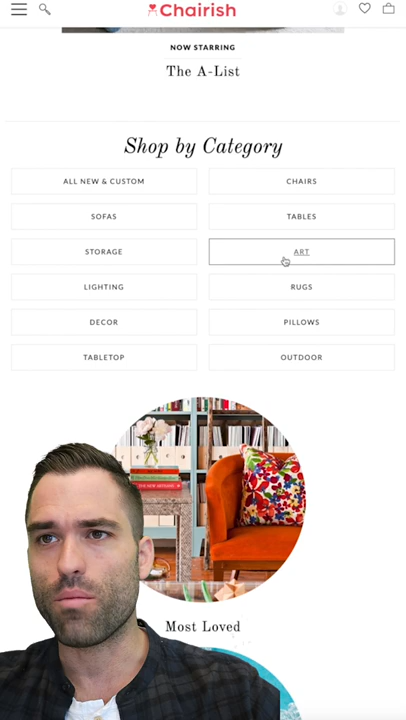 Chairish
NOW STARRING
The A-List
Shop by Category
ALL NEW & CUSTOM
CHAIRS
SOFAS
TABLES
STORAGE
ART
LIGHTING
RUGS
DECOR
PILLOWS
TABLETOP
OUTDOOR
Most Loved